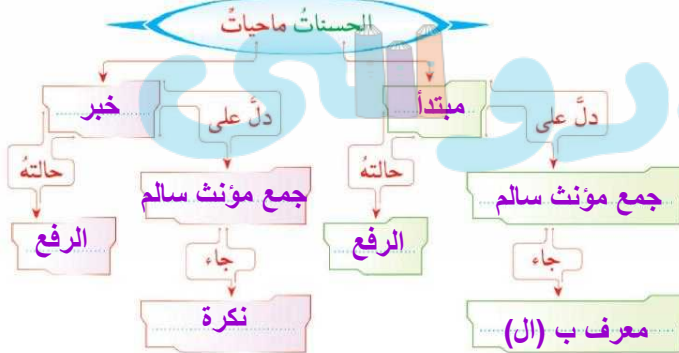 الحسناتُ ماحياتُ
مبتدأ دلَّ على خبر دلَّ على
حالتهُ حالتهُ
جمع مؤنث سالم جمع مؤنث سالم
الرفع الرفع
جاء جاء
معرف ب (ال) نكرة